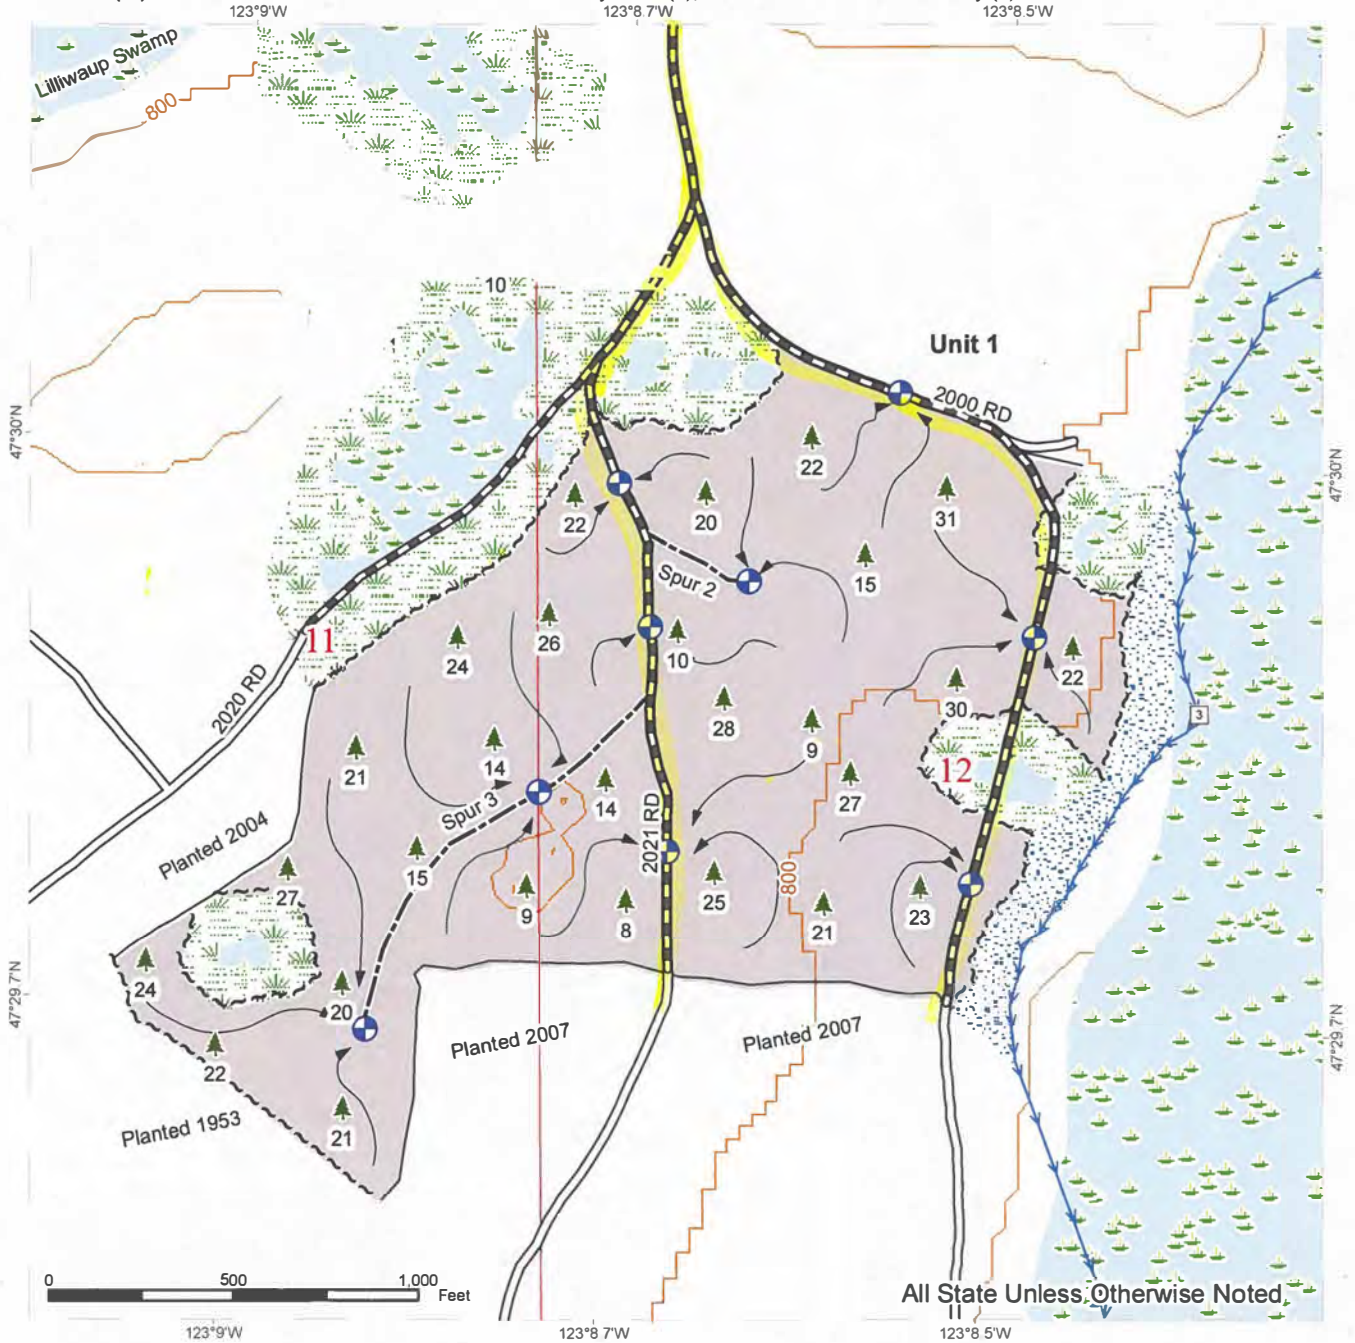 123°9'W
123°8.7'W
123°8.5'W
Lilliwaup Swamp
800
10
Unit 1
2000 RD
47°30'N
47°30'N
22
22
20
31
15
Spur 2
11
24
26
10
22
30
28
9
2020 RD
3
21
14
14
27
12
Spur 3
2021 RD
Planted 2004
15
27
9
8
25
800
21
23
24
20
47°29.7'N
47°29.7'N
22
Planted 2007
Planted 2007
Planted 1953
21
0 500 1,000
Feet
All State Unless Otherwise Noted
123°9'W
123°8.7'W
123°8.5'W